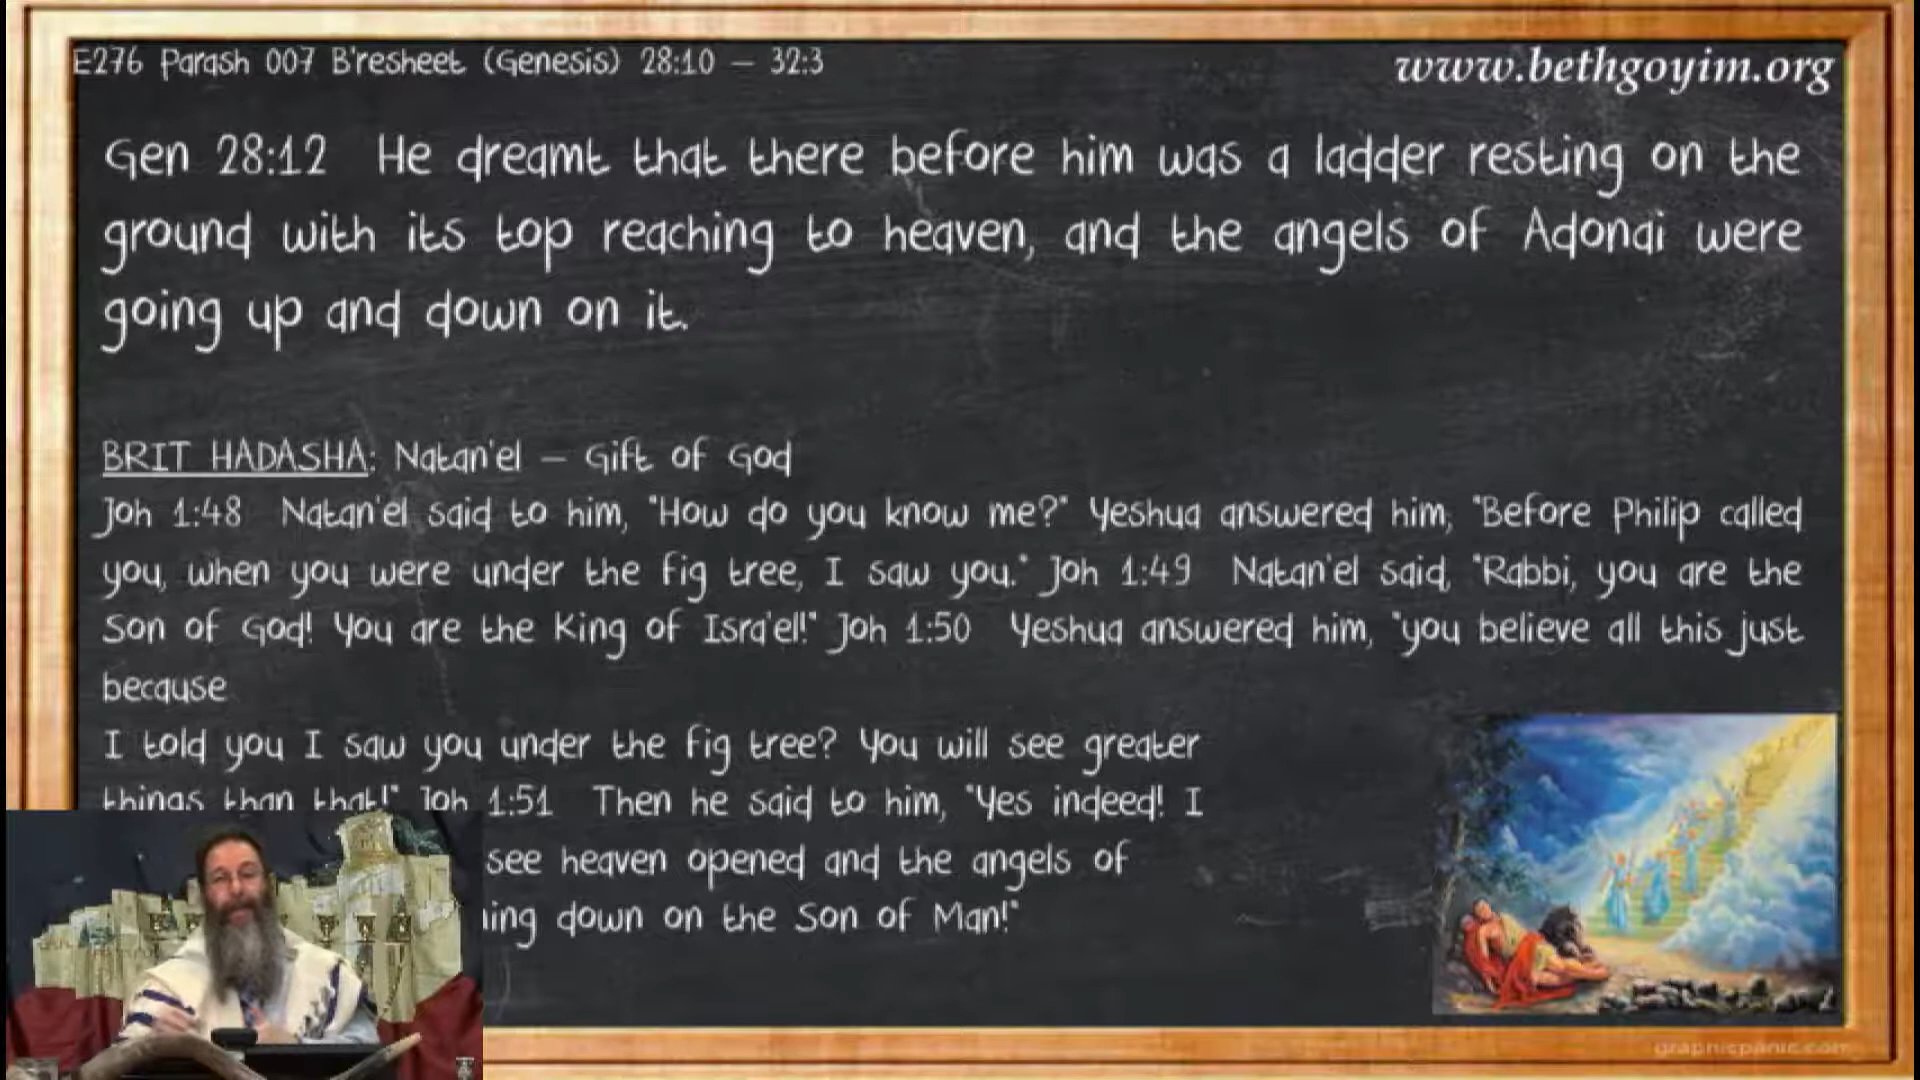 E276 Parash 007 B'resheet (Genesis) 28:10 – 32:3
www.bethgoyim.org
Gen 28:12 He dreamt that there before him was a ladder resting on the
ground with its top reaching to heaven, and the angels of Adonai were
going up and down on it.
BRIT HADASHA: Natan'el – Gift of God
Joh 1:48 Natan'el said to him, "How do you know me?" Yeshua answered him, "Before Philip called
you, when you were under the fig tree, I saw you." Joh 1:49 Natan'el said, "Rabbi, you are the
Son of God! You are the King of Isra'el!" Joh 1:50 Yeshua answered him, "you believe all this just
because
I told you I saw you under the fig tree? You will see greater
things than that!" Joh 1:51 Then he said to him, "Yes indeed! I
see heaven opened and the angels of
ing down on the Son of Man!"
graphicpanic.com